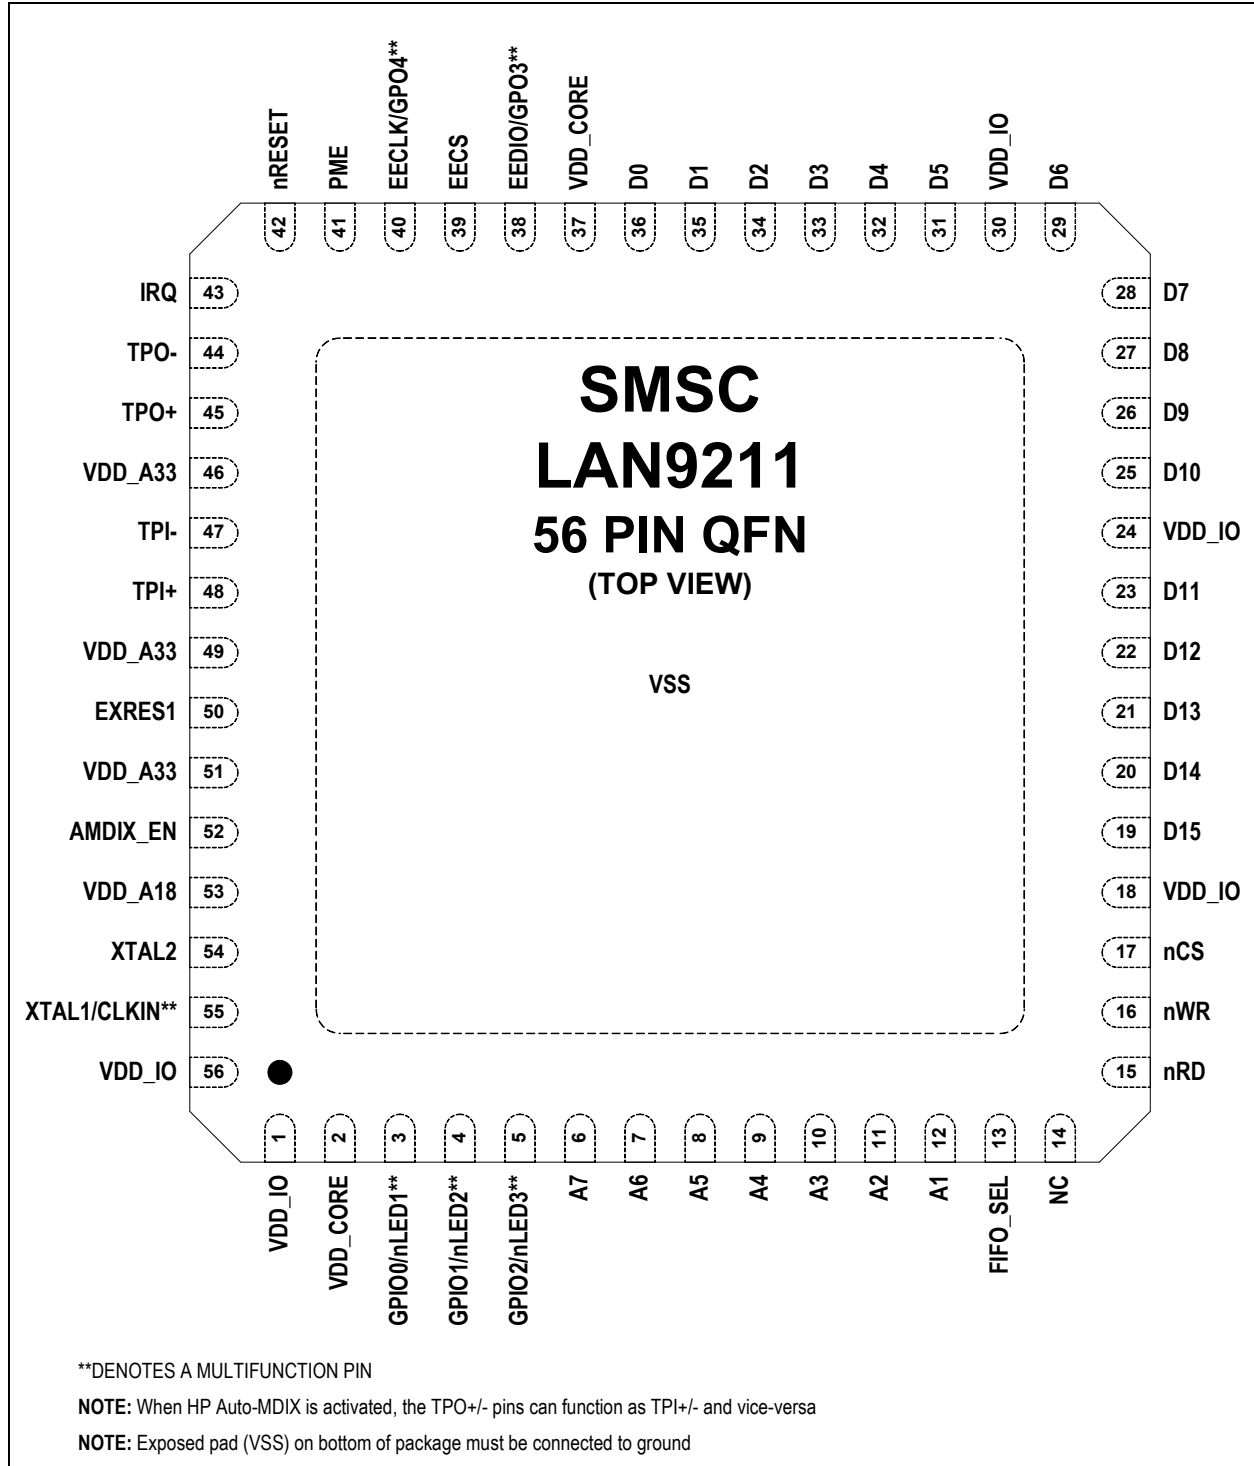 nRESET
PME
EECLK/GPO4**
EECS
EEDIO/GPO3**
VDD_CORE
D0
D1
D2
D3
D4
D5
VDD_IO
D6
42
41
40
39
38
37
36
35
34
33
32
31
30
29
IRQ 43
TPO- 44
TPO+ 45
VDD_A33 46
TPI- 47
TPI+ 48
VDD_A33 49
EXRES1 50
VDD_A33 51
AMDIX_EN 52
VDD_A18 53
XTAL2 54
XTAL1/CLKIN** 55
VDD_IO 56
SMSC
LAN9211
56 PIN QFN
(TOP VIEW)
VSS
28 D7
27 D8
26 D9
25 D10
24 VDD_IO
23 D11
22 D12
21 D13
20 D14
19 D15
18 VDD_IO
17 nCS
16 nWR
15 nRD
1
2
3
4
5
6
7
8
9
10
11
12
13
14
VDD_IO
VDD_CORE
GPIO0/nLED1**
GPIO1/nLED2**
GPIO2/nLED3**
A7
A6
A5
A4
A3
A2
A1
FIFO_SEL
NC
**DENOTES A MULTIFUNCTION PIN
NOTE: When HP Auto-MDIX is activated, the TPO+/- pins can function as TPI+/- and vice-versa
NOTE: Exposed pad (VSS) on bottom of package must be connected to ground